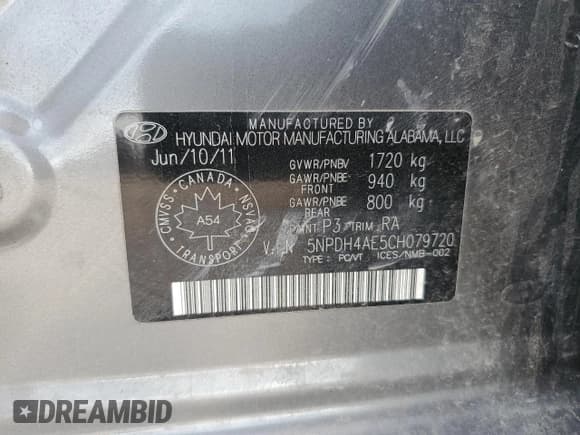 MANUFACTURED BY
HYUNDAI MOTOR MANUFACTURING ALABAMA, LLC
Jun/10/11
GVWR/PNBV 1720 kg
GAWR/PNBE FRONT 940 kg
GAWR/PNBE REAR 800 kg
P3 TRIM RA
5NPDH4AE5CH079720
TYPE : PC/VT ICES/NMB-002
CANADA
CMVSS NSVAC
A54
TRANSPORT
DREAMBID